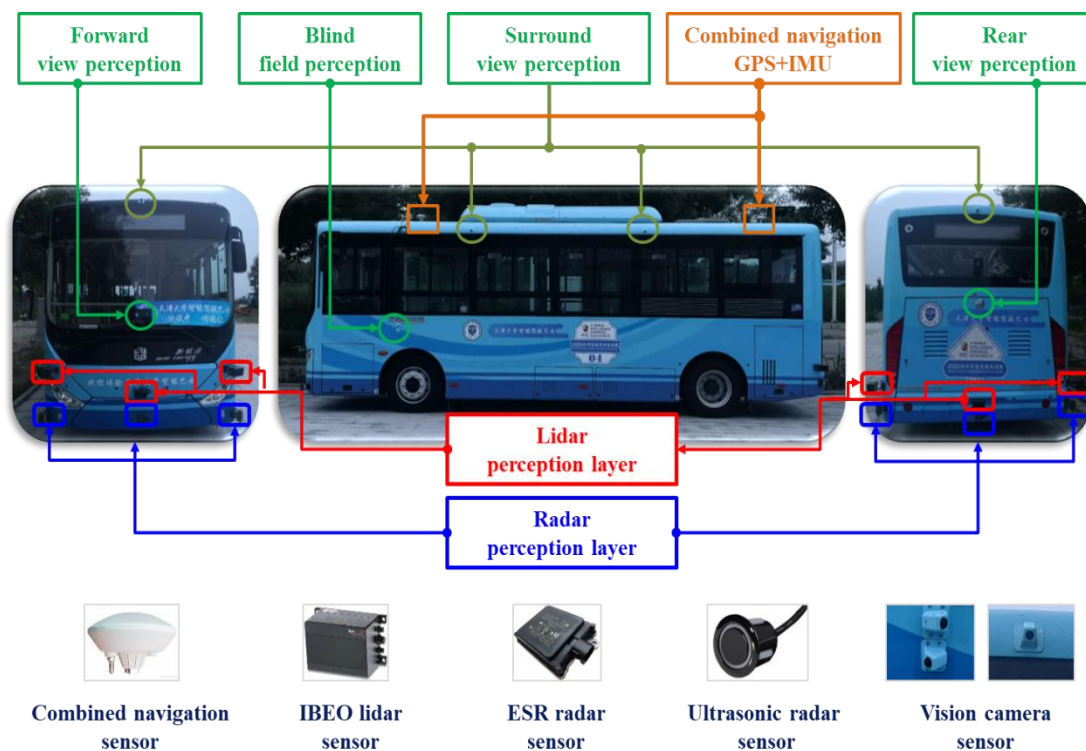 Forward
view perception
Blind
field perception
Surround
view perception
Combined navigation
GPS+IMU
Rear
view perception
04
Lidar
perception layer
Radar
perception layer
Combined navigation
sensor
IBEO lidar
sensor
ESR radar
sensor
Ultrasonic radar
sensor
Vision camera
sensor